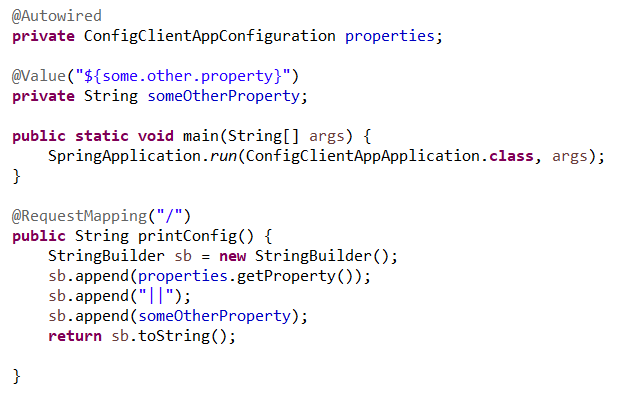 @Autowired
private ConfigClientAppConfiguration properties;

@Value("${some.other.property}")
private String someOtherProperty;

public static void main(String[] args) {
    SpringApplication.run(ConfigClientAppApplication.class, args);
}

@RequestMapping("/")
public String printConfig() {
    StringBuilder sb = new StringBuilder();
    sb.append(properties.getProperty());
    sb.append("||");
    sb.append(someOtherProperty);
    return sb.toString();

}